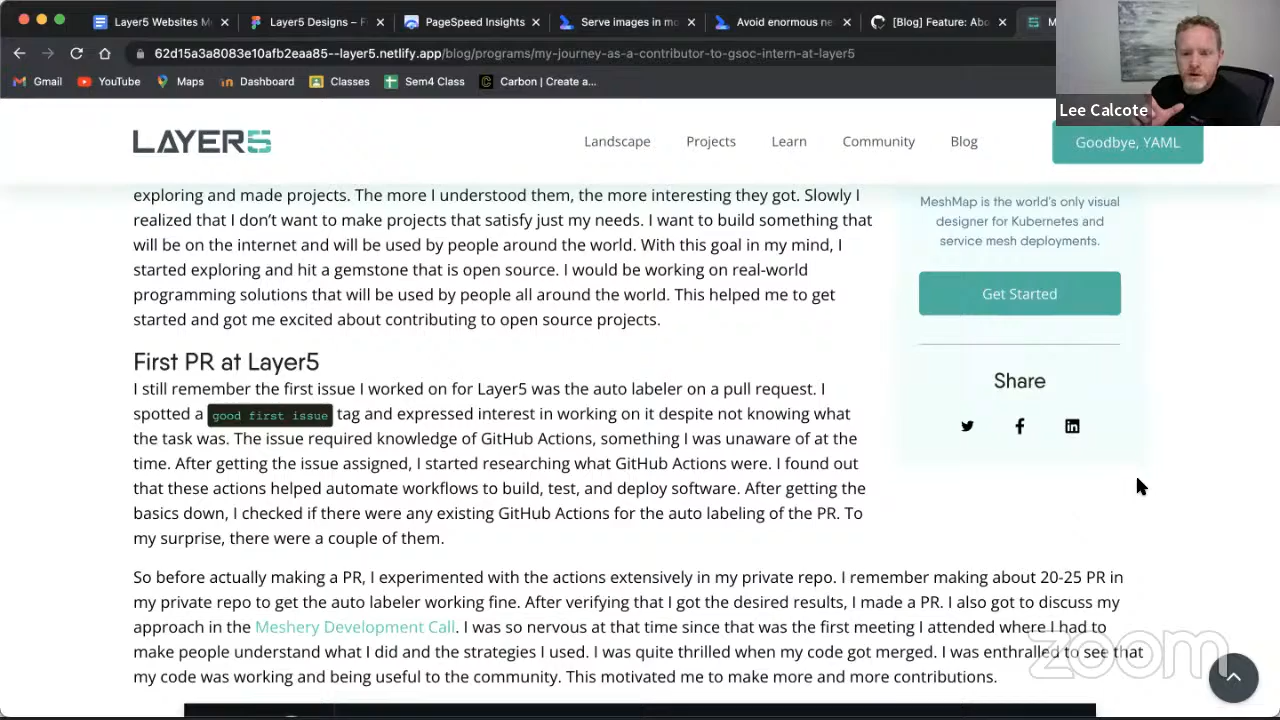 Layer5 Websites M
Layer5 Designs – F
PageSpeed Insights
Serve images in mo
Avoid enormous ne
[Blog] Feature: Abo
M
62d15a3a8083e10afb2eaa85--layer5.netlify.app/blog/programs/my-journey-as-a-contributor-to-gsoc-intern-at-layer5
Gmail
YouTube
Maps
Dashboard
Classes
Sem4 Class
Carbon | Create a...
Lee Calcote
LAYER5
Landscape
Projects
Learn
Community
Blog
Goodbye, YAML
exploring and made projects. The more I understood them, the more interesting they got. Slowly I
realized that I don't want to make projects that satisfy just my needs. I want to build something that
will be on the internet and will be used by people around the world. With this goal in my mind, I
started exploring and hit a gemstone that is open source. I would be working on real-world
programming solutions that will be used by people all around the world. This helped me to get
started and got me excited about contributing to open source projects.
First PR at Layer5
I still remember the first issue I worked on for Layer5 was the auto labeler on a pull request. I
spotted a good first issue tag and expressed interest in working on it despite not knowing what
the task was. The issue required knowledge of GitHub Actions, something I was unaware of at the
time. After getting the issue assigned, I started researching what GitHub Actions were. I found out
that these actions helped automate workflows to build, test, and deploy software. After getting the
basics down, I checked if there were any existing GitHub Actions for the auto labeling of the PR. To
my surprise, there were a couple of them.
So before actually making a PR, I experimented with the actions extensively in my private repo. I remember making about 20-25 PR in
my private repo to get the auto labeler working fine. After verifying that I got the desired results, I made a PR. I also got to discuss my
approach in the Meshery Development Call. I was so nervous at that time since that was the first meeting I attended where I had to
make people understand what I did and the strategies I used. I was quite thrilled when my code got merged. I was enthralled to see that
my code was working and being useful to the community. This motivated me to make more and more contributions.
MeshMap is the world's only visual
designer for Kubernetes and
service mesh deployments.
Get Started
Share
zoom